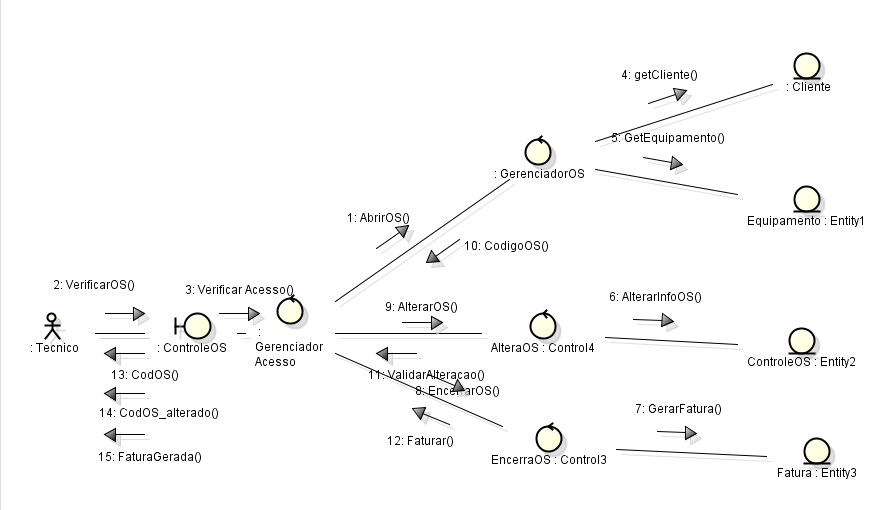 4: getCliente()
: Cliente
5: GetEquipamento()
: GerenciadorOS
Equipamento : Entity1
1: AbrirOS()
10: CodigoOS()
2: VerificarOS()
3: Verificar Acesso()
9: AlterarOS()
6: AlterarInfoOS()
: Tecnico
: ControleOS
:
Gerenciador
Acesso
AlteraOS : Control4
ControleOS : Entity2
13: CodOS()
11: ValidarAlteracao()
8: EncerrarOS()
14: CodOS_alterado()
7: GerarFatura()
12: Faturar()
15: FaturaGerada()
EncerraOS : Control3
Fatura : Entity3